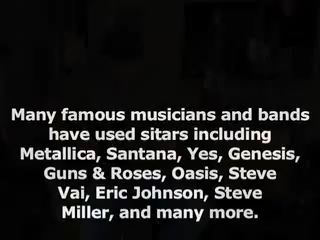 Many famous musicians and bands
have used sitars including
Metallica, Santana, Yes, Genesis,
Guns & Roses, Oasis, Steve
Vai, Eric Johnson, Steve
Miller, and many more.